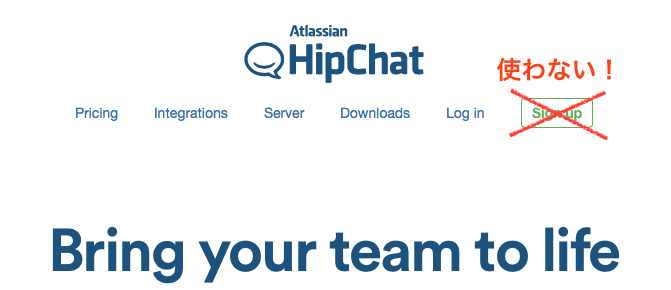 Atlassian
HipChat
使わない！
Pricing Integrations Server Downloads Log in Sign up
Bring your team to life